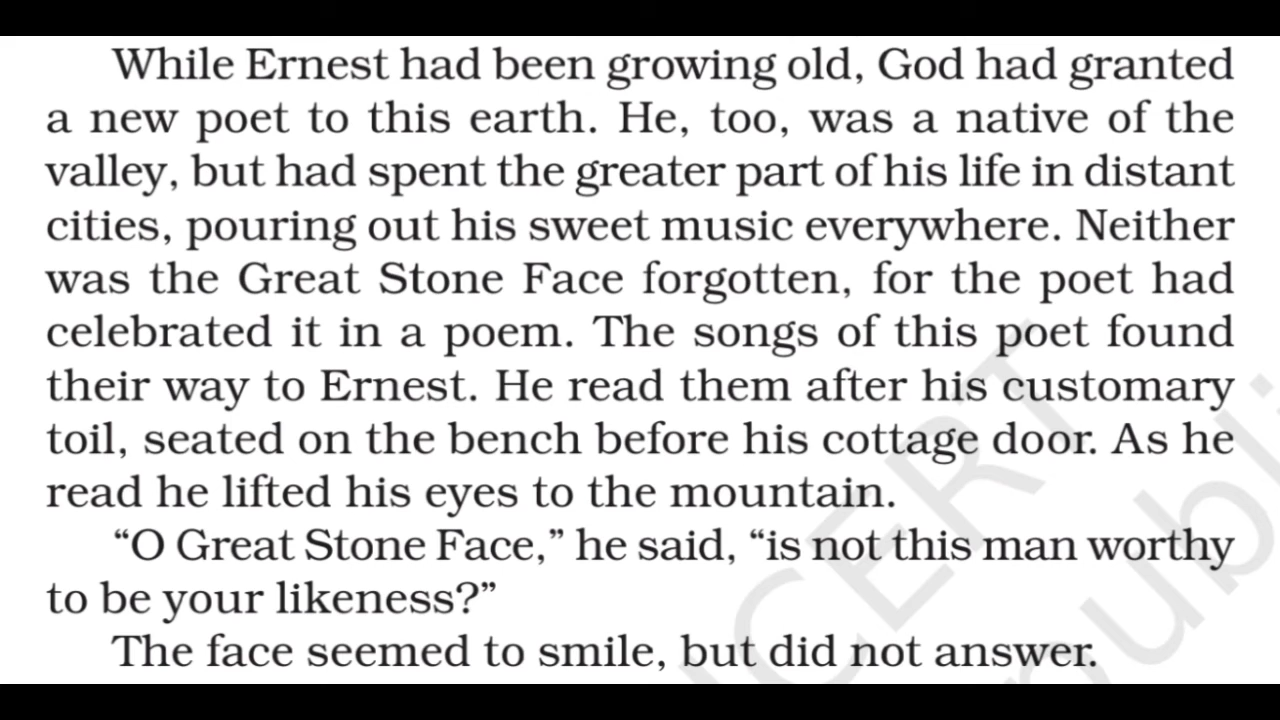 While Ernest had been growing old, God had granted
a new poet to this earth. He, too, was a native of the
valley, but had spent the greater part of his life in distant
cities, pouring out his sweet music everywhere. Neither
was the Great Stone Face forgotten, for the poet had
celebrated it in a poem. The songs of this poet found
their way to Ernest. He read them after his customary
toil, seated on the bench before his cottage door. As he
read he lifted his eyes to the mountain.
“O Great Stone Face,” he said, “is not this man worthy
to be your likeness?”
The face seemed to smile, but did not answer.